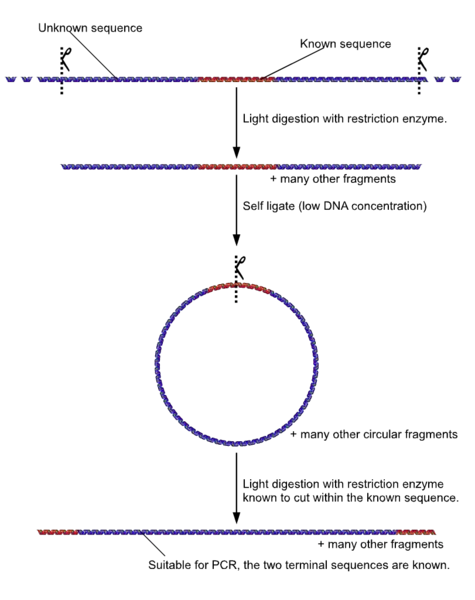 Unknown sequence
Known sequence
Light digestion with restriction enzyme.
+ many other fragments
Self ligate (low DNA concentration)
+ many other circular fragments
Light digestion with restriction enzyme
known to cut within the known sequence.
+ many other fragments
Suitable for PCR, the two terminal sequences are known.